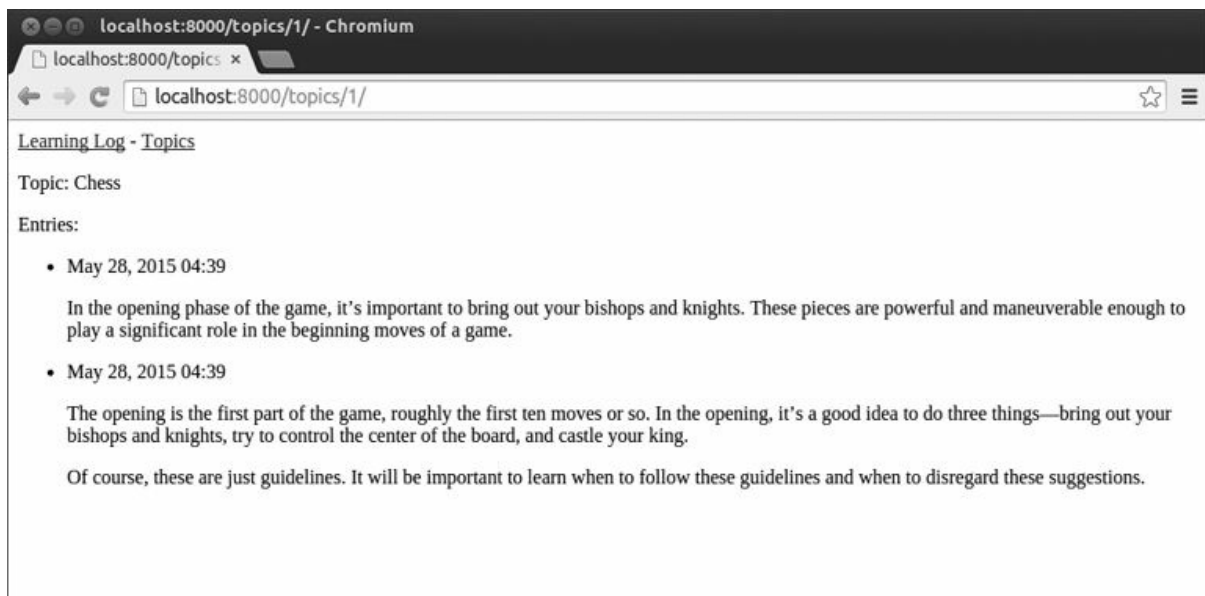 localhost:8000/topics/1/ - Chromium
localhost:8000/topics ×
localhost:8000/topics/1/
Learning Log - Topics
Topic: Chess
Entries:
• May 28, 2015 04:39
In the opening phase of the game, it’s important to bring out your bishops and knights. These pieces are powerful and maneuverable enough to
play a significant role in the beginning moves of a game.
• May 28, 2015 04:39
The opening is the first part of the game, roughly the first ten moves or so. In the opening, it’s a good idea to do three things—bring out your
bishops and knights, try to control the center of the board, and castle your king.
Of course, these are just guidelines. It will be important to learn when to follow these guidelines and when to disregard these suggestions.